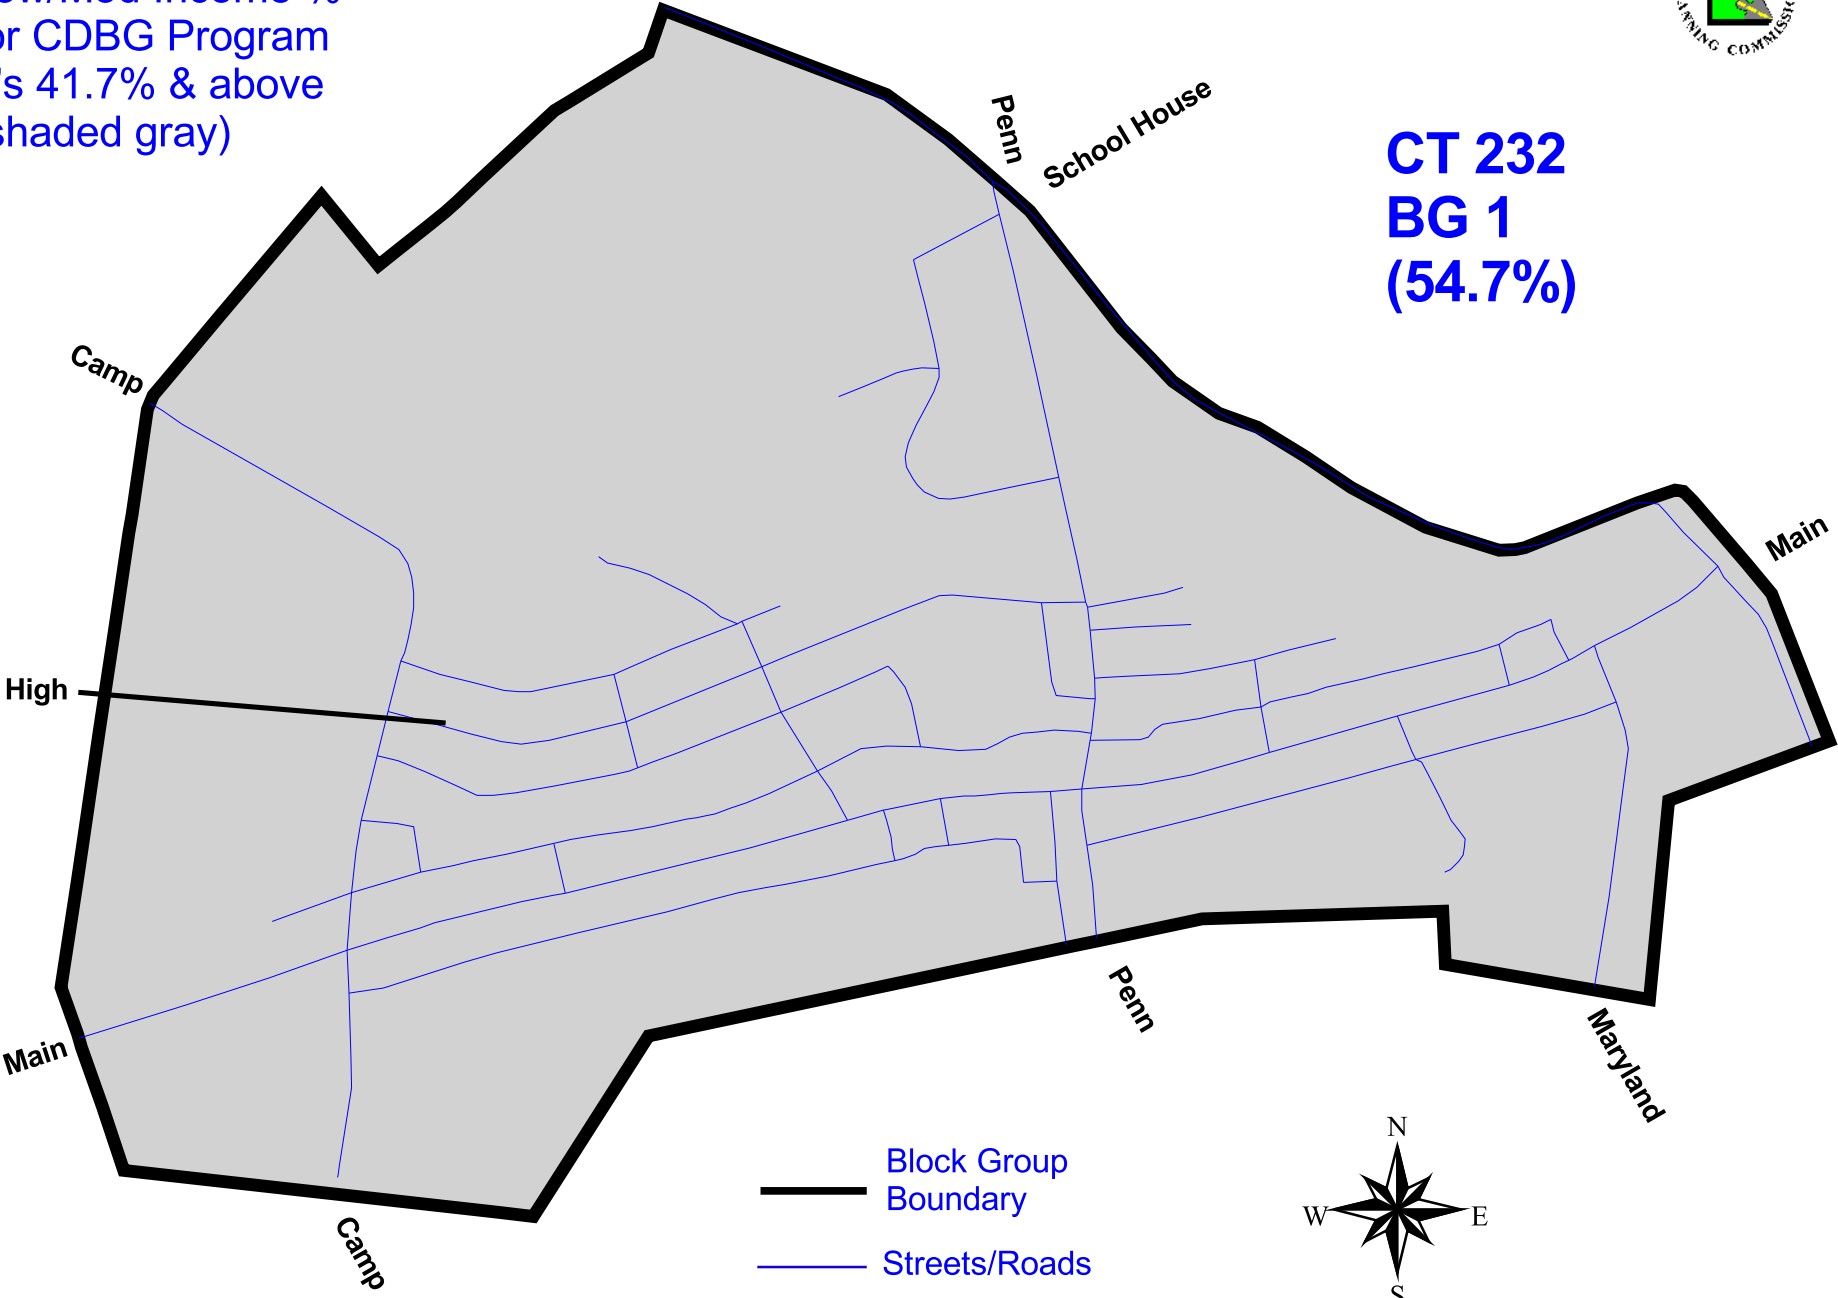 or CDBG Program
's 41.7% & above
shaded gray)
COMMISSI
Penn
School House
CT 232
BG 1
(54.7%)
Camp
Main
High
Main
Penn
Maryland
Camp
Block Group
Boundary
Streets/Roads
N
W
E
S